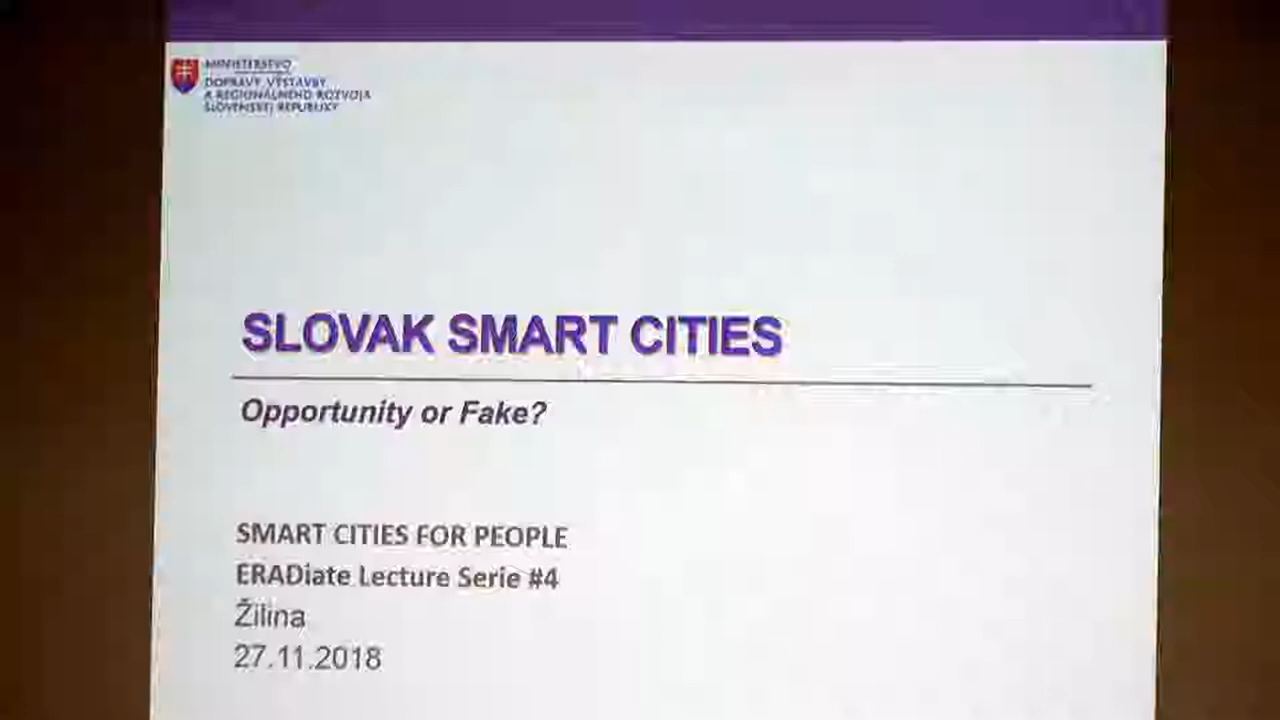 MINISTERSTVO
DOPRAVY, VÝSTAVBY
A REGIONÁLNEHO ROZVOJA
SLOVENSKEJ REPUBLIKY
SLOVAK SMART CITIES
Opportunity or Fake?
SMART CITIES FOR PEOPLE
ERADiate Lecture Serie #4
Žilina
27.11.2018